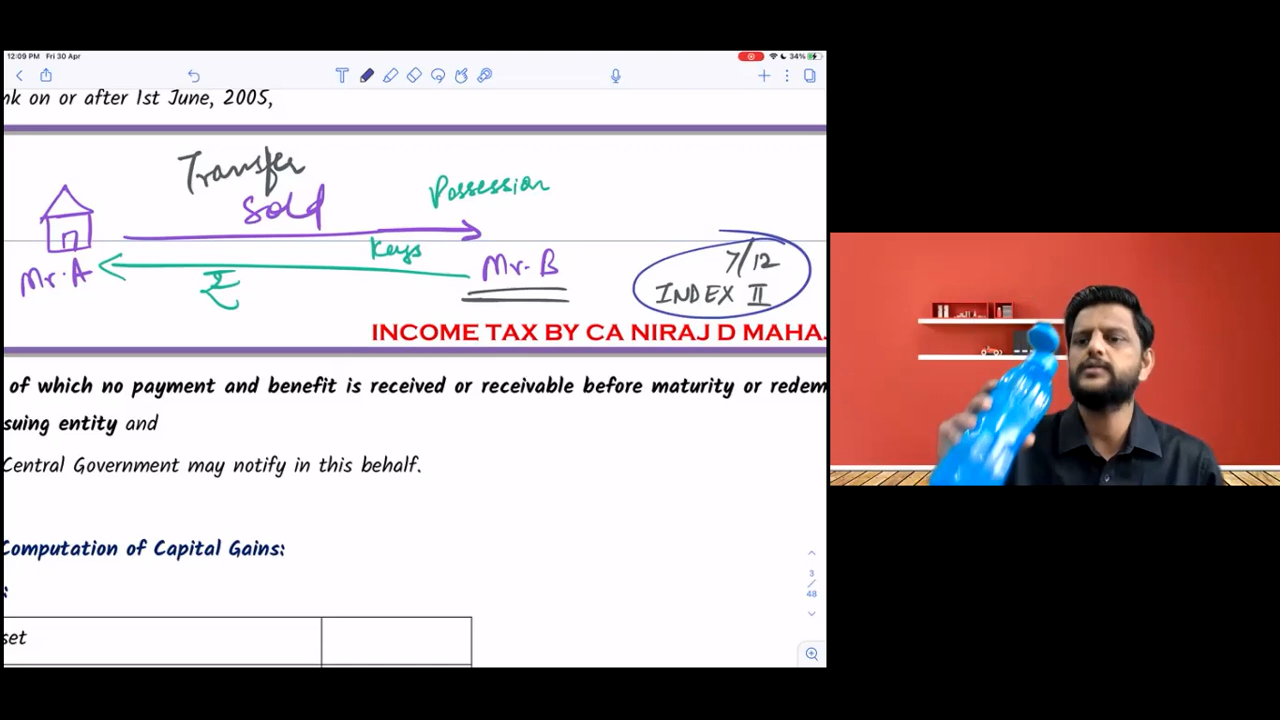 12:09 PM Fri 30 Apr
34%
T
nk on or after 1st June, 2005,
Transfer
Sold
Possession
Keys
Mr. A
₹
Mr. B
7/12
INDEX II
INCOME TAX BY CA NIRAJ D MAHA
of which no payment and benefit is received or receivable before maturity or redem
suing entity and
Central Government may notify in this behalf.
Computation of Capital Gains:
:
set
3
/
48